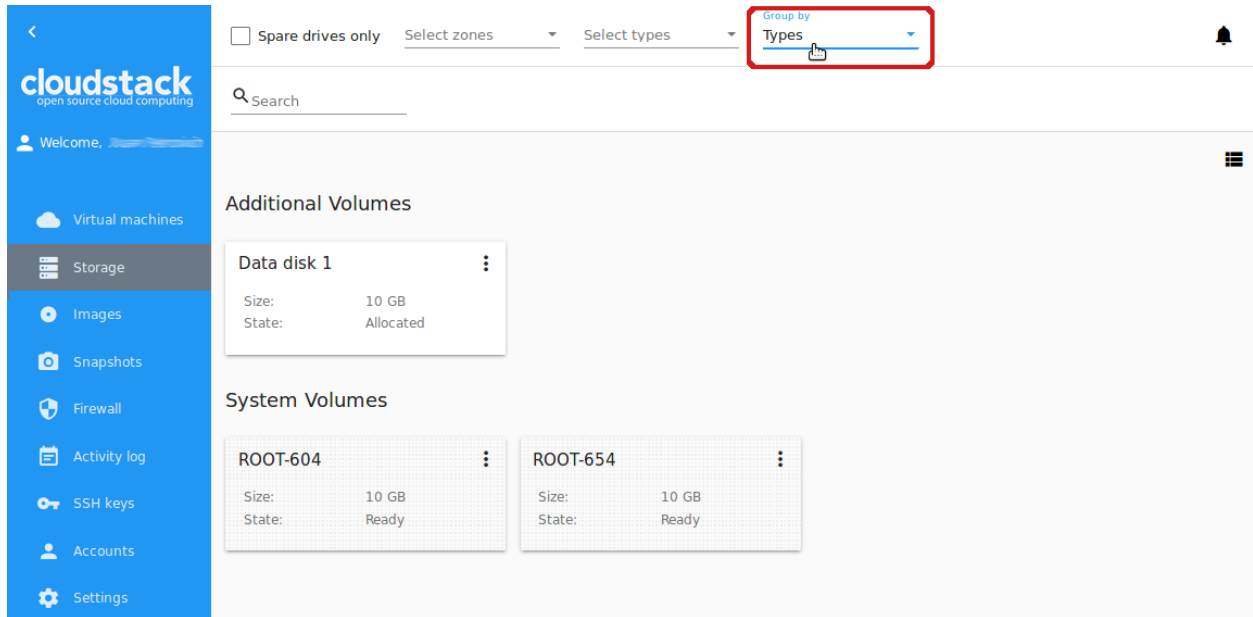 Spare drives only
Select zones
Select types
Group by
Types
cloudstack
open source cloud computing
Search
Welcome,
Virtual machines
Storage
Images
Snapshots
Firewall
Activity log
SSH keys
Accounts
Settings
Additional Volumes
Data disk 1
Size: 10 GB
State: Allocated
System Volumes
ROOT-604
Size: 10 GB
State: Ready
ROOT-654
Size: 10 GB
State: Ready